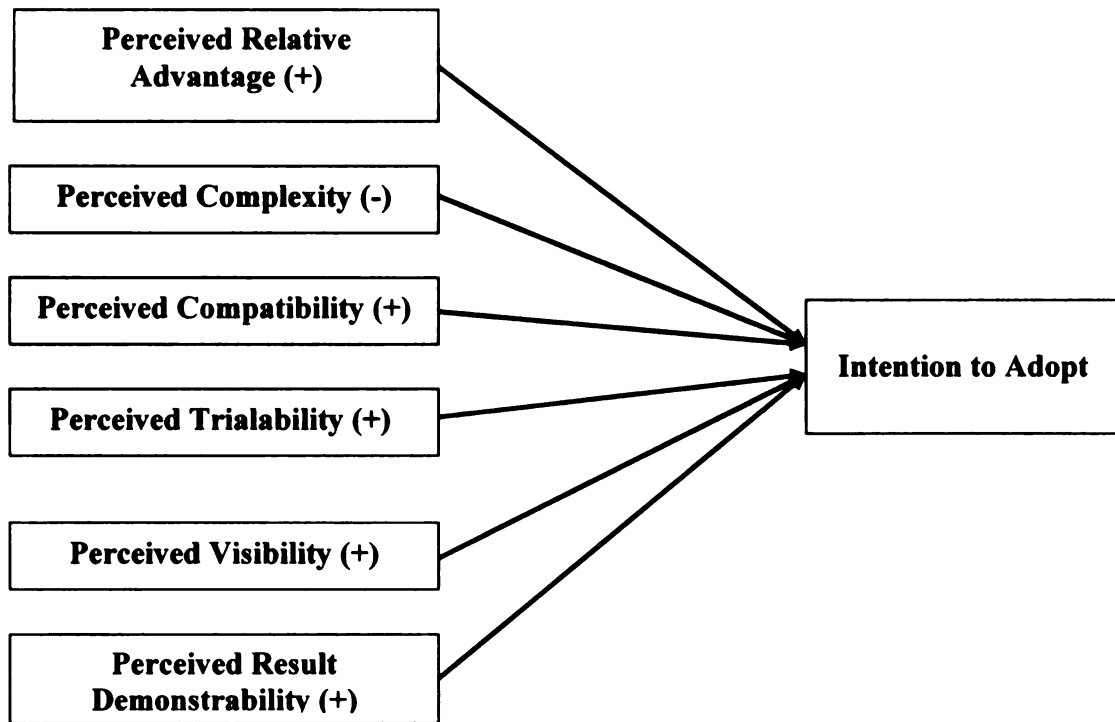 Perceived Relative
Advantage (+)
Perceived Complexity (-)
Perceived Compatibility (+)
Intention to Adopt
Perceived Trialability (+)
Perceived Visibility (+)
Perceived Result
Demonstrability (+)